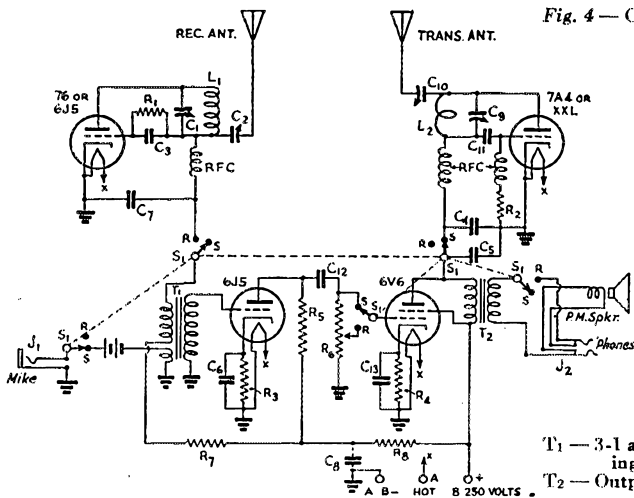 Fig. 4 — C
REC. ANT.
TRANS. ANT.
76 OR
6J5
R1
L1
C1
C2
C3
RFC
C7
C10
L2
C9
C11
7A4 OR
XXL
RFC
R2
C4
C5
R
S
S1
R
S
S1
S1
R
S
J1
Mike
S1
R
S
T1
6J5
C12
R5
C6
R3
R6
S
S1
R
6V6
C13
R4
T2
P.M. Spkr.
Phones
J2
R7
C8
R8
X
X
X
X
X
A B-
A
HOT
+
B 250 VOLTS
T1 — 3-1 a
ing
T2 — Outp